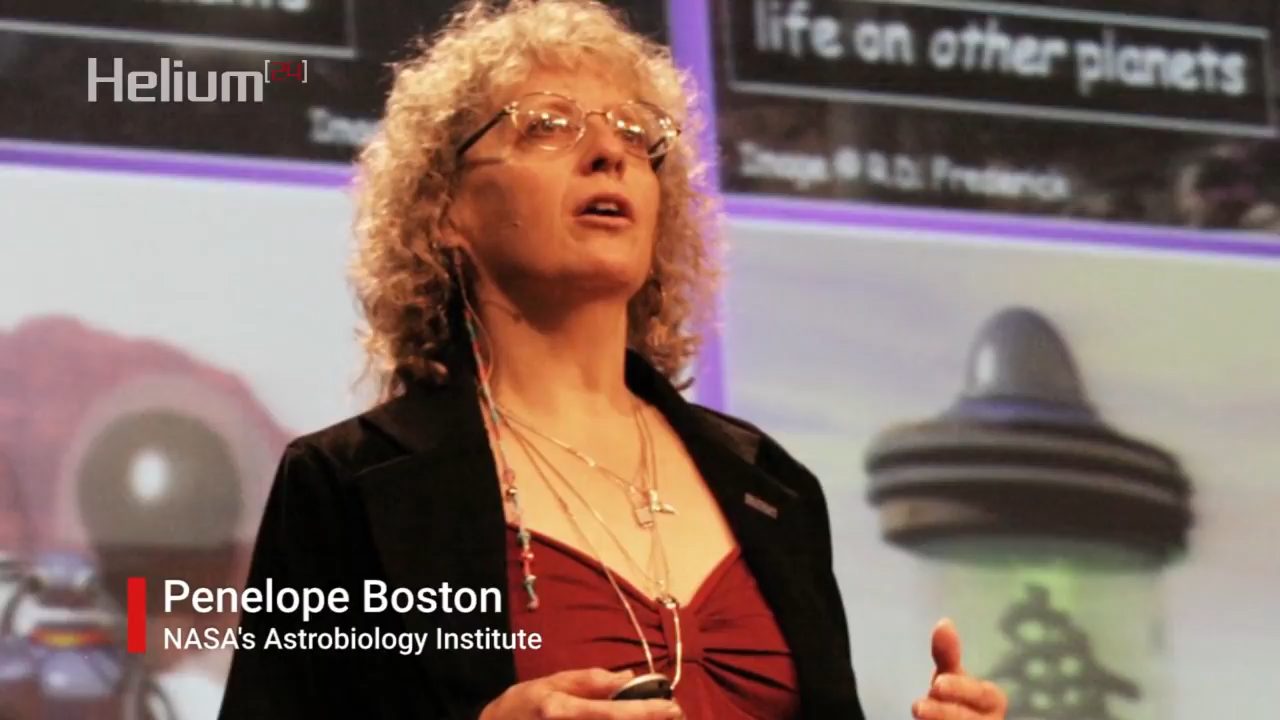 Helium[24]
life on other planets
Image © R.D. Frederick
Penelope Boston
NASA's Astrobiology Institute